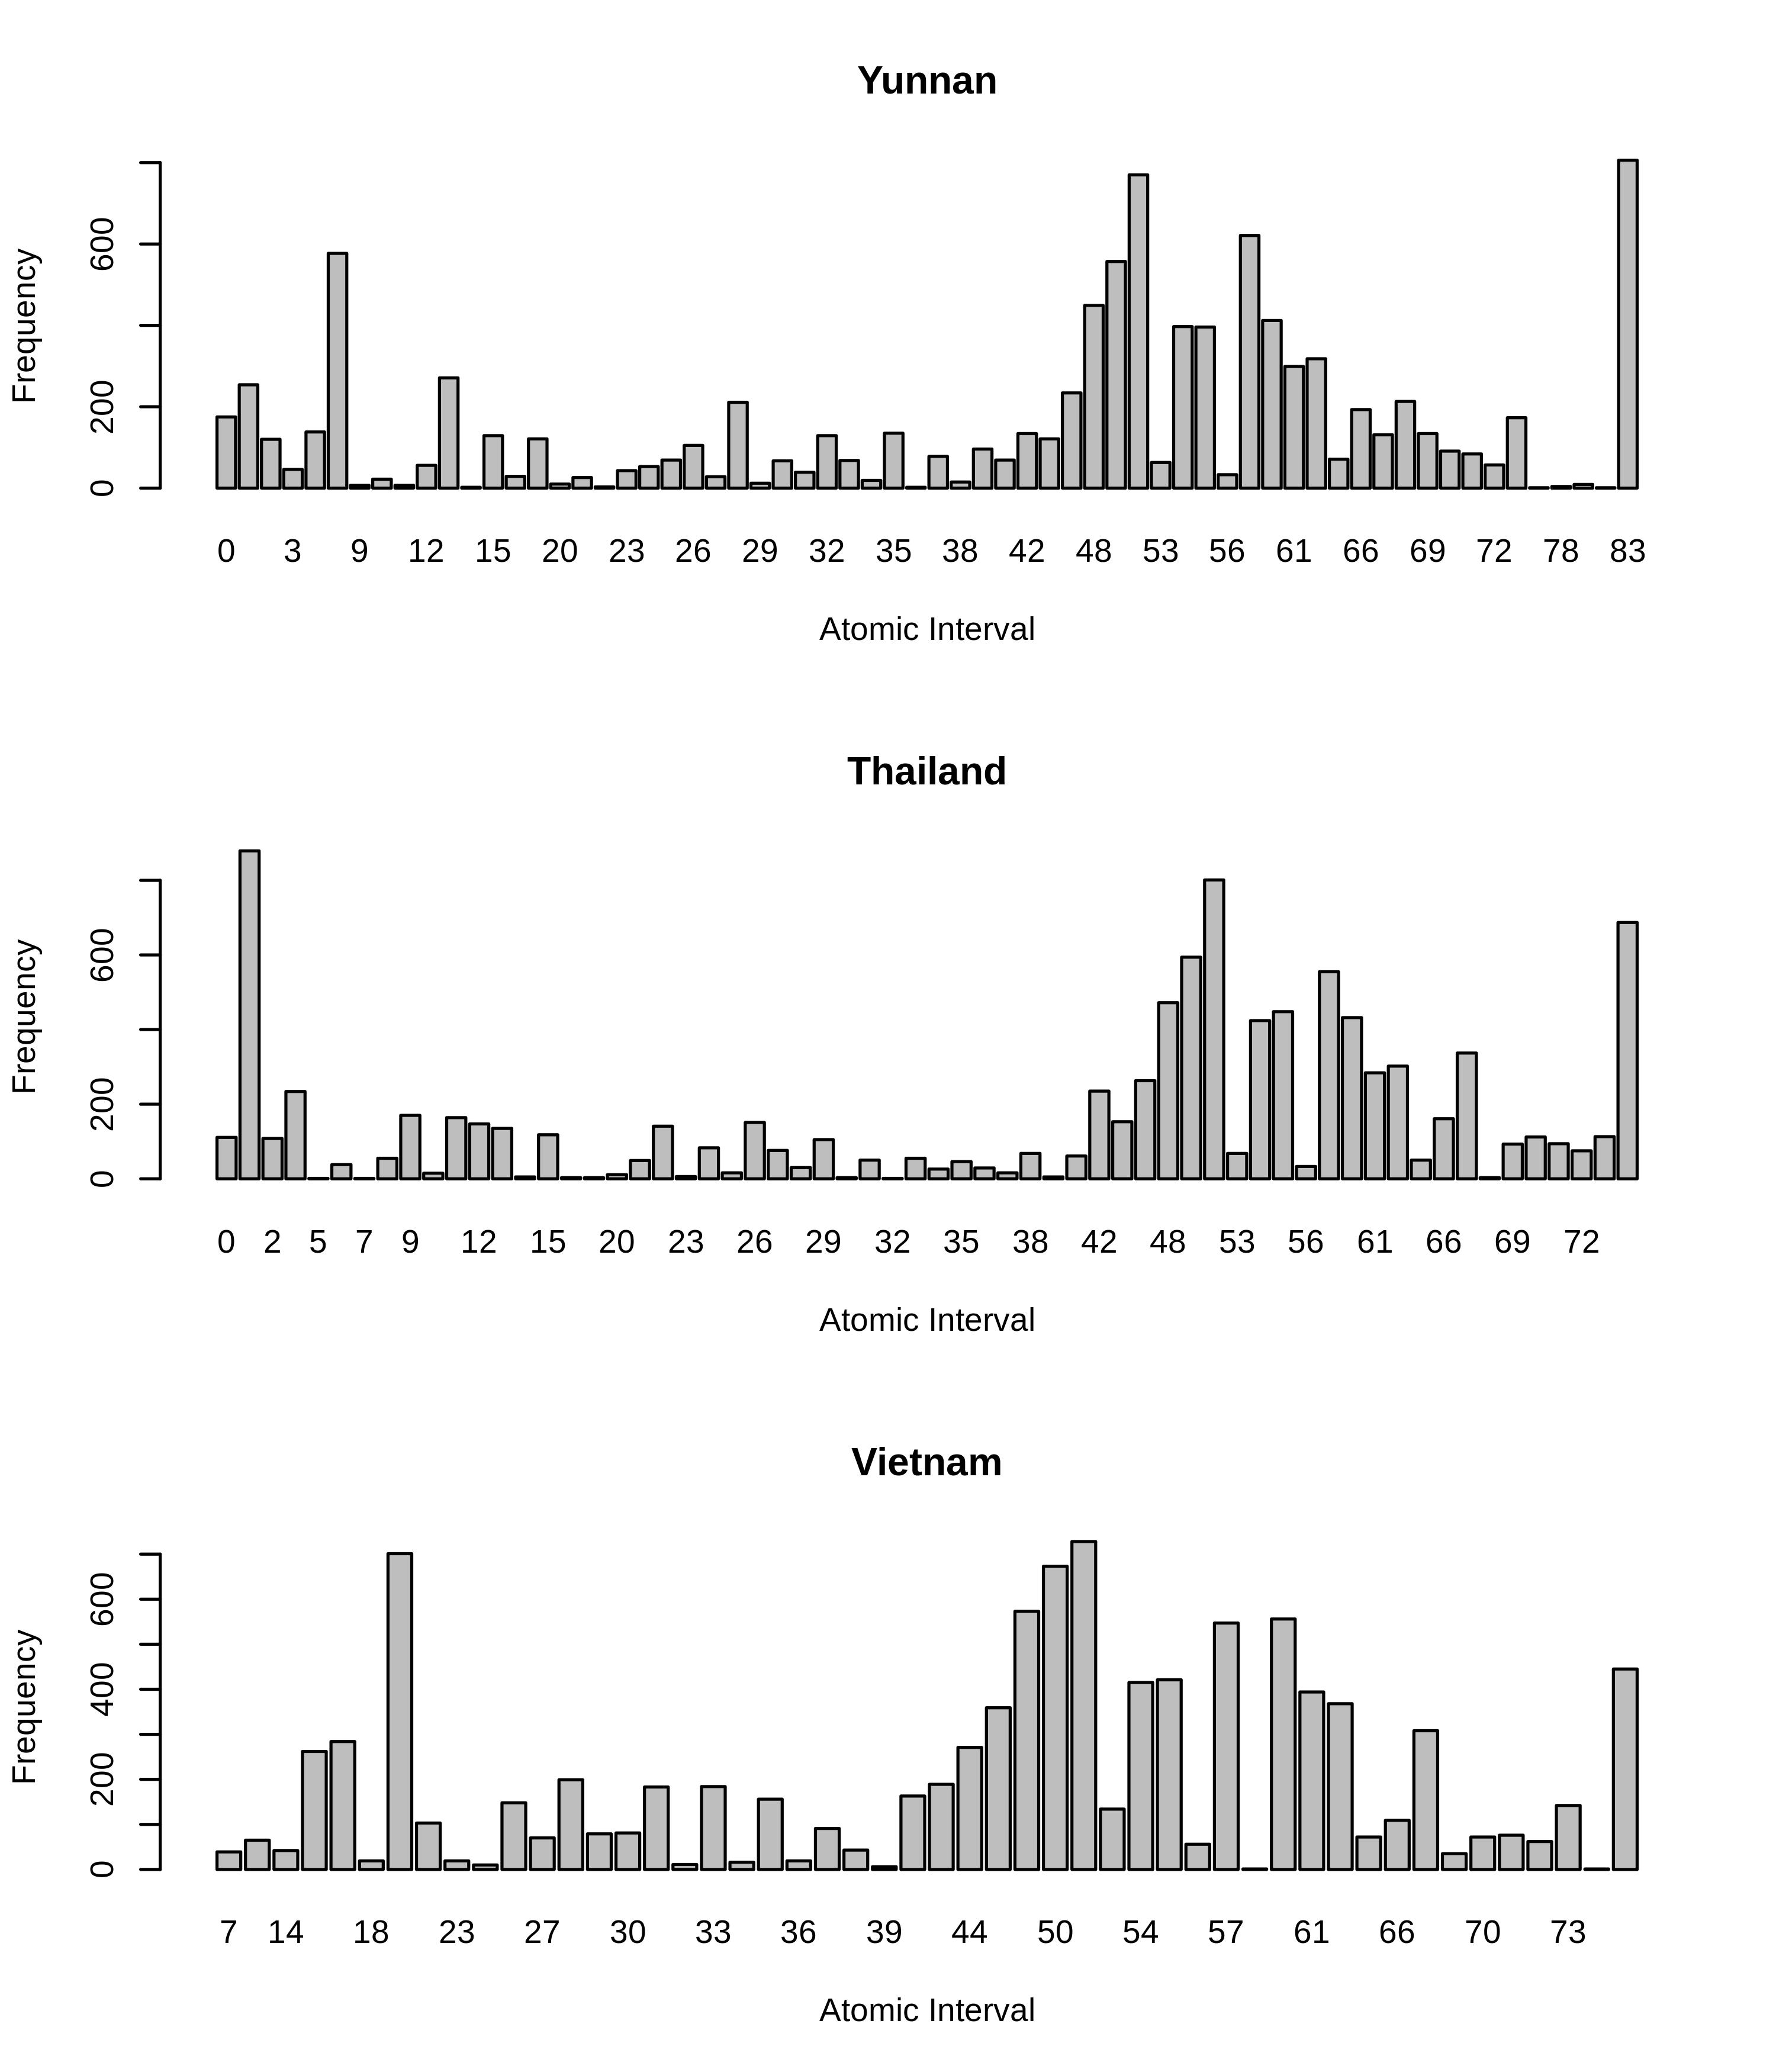 Yunnan
Frequency
600
200
0
0 3 9 12 15 20 23 26 29 32 35 38 42 48 53 56 61 66 69 72 78 83
Atomic Interval
Thailand
Frequency
600
200
0
0 2 5 7 9 12 15 20 23 26 29 32 35 38 42 48 53 56 61 66 69 72
Atomic Interval
Vietnam
Frequency
600
400
200
0
7 14 18 23 27 30 33 36 39 44 50 54 57 61 66 70 73
Atomic Interval